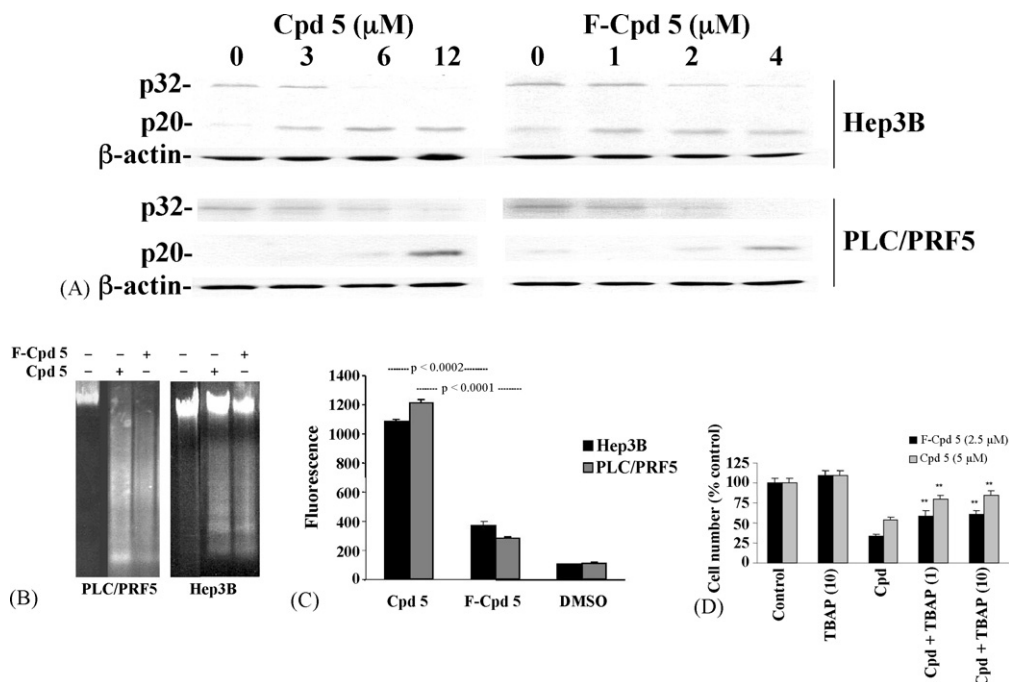 Cpd 5 (µM) F-Cpd 5 (µM)
0 3 6 12 0 1 2 4
p32-
p20-
β-actin-
Hep3B
p32-
p20-
β-actin-
PLC/PRF5
(A)
F-Cpd 5 – – + – – +
Cpd 5 – + – – + –
PLC/PRF5 Hep3B
(B)
p < 0.0002
p < 0.0001
1400
1200
1000
800
600
400
200
0
Fluorescence
Hep3B
PLC/PRF5
Cpd 5 F-Cpd 5 DMSO
(C)
F-Cpd 5 (2.5 µM)
Cpd 5 (5 µM)
Cell number (% control)
125
100
75
50
25
0
** ** ** **
Control
TBAP (10)
Cpd
Cpd + TBAP (1)
Cpd + TBAP (10)
(D)